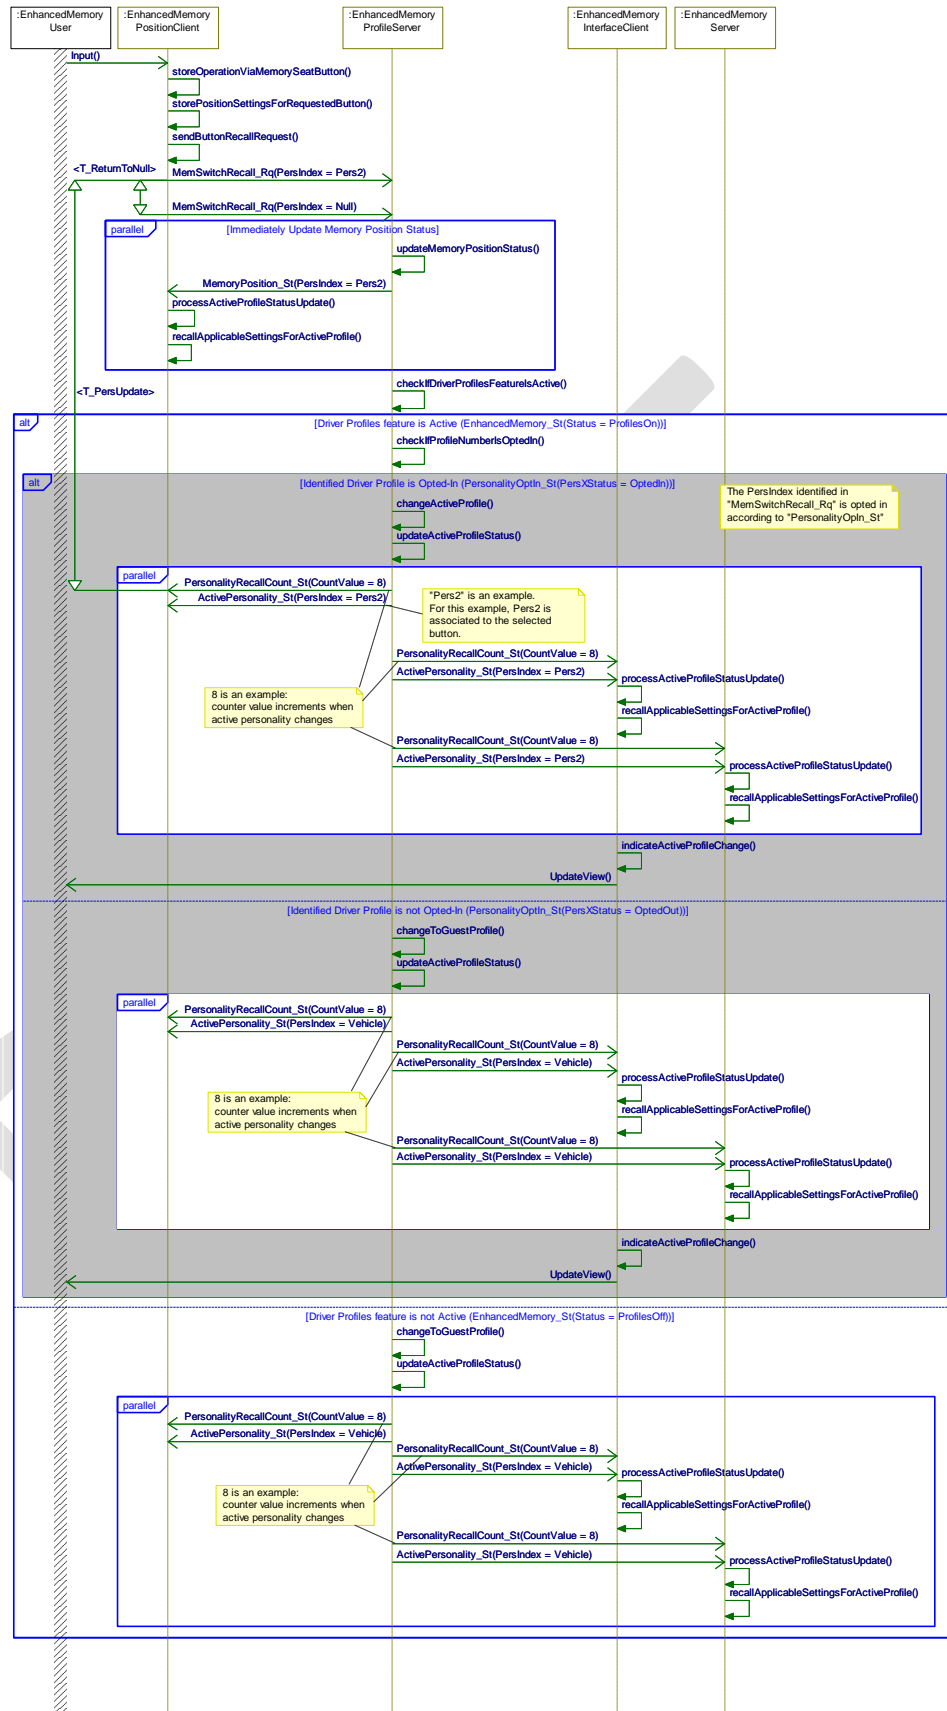 :EnhancedMemory
User
:EnhancedMemory
PositionClient
:EnhancedMemory
ProfileServer
:EnhancedMemory
InterfaceClient
:EnhancedMemory
Server
Input()
storeOperationViaMemorySeatButton()
storePositionSettingsForRequestedButton()
sendButtonRecallRequest()
<T_ReturnToNull>
MemSwitchRecall_Rq(PersIndex = Pers2)
MemSwitchRecall_Rq(PersIndex = Null)
parallel
[Immediately Update Memory Position Status]
updateMemoryPositionStatus()
MemoryPosition_St(PersIndex = Pers2)
processActiveProfileStatusUpdate()
recallApplicableSettingsForActiveProfile()
checkIfDriverProfilesFeatureIsActive()
<T_PersUpdate>
alt
[Driver Profiles feature is Active (EnhancedMemory_St(Status = ProfilesOn))]
checkIfProfileNumberIsOptedIn()
alt
[Identified Driver Profile is Opted-In (PersonalityOptIn_St(PersXStatus = OptedIn))]
The PersIndex identified in
"MemSwitchRecall_Rq" is opted in
according to "PersonalityOpIn_St"
changeActiveProfile()
updateActiveProfileStatus()
parallel
PersonalityRecallCount_St(CountValue = 8)
ActivePersonality_St(PersIndex = Pers2)
"Pers2" is an example.
For this example, Pers2 is
associated to the selected
button.
PersonalityRecallCount_St(CountValue = 8)
ActivePersonality_St(PersIndex = Pers2)
processActiveProfileStatusUpdate()
8 is an example:
counter value increments when
active personality changes
recallApplicableSettingsForActiveProfile()
PersonalityRecallCount_St(CountValue = 8)
ActivePersonality_St(PersIndex = Pers2)
processActiveProfileStatusUpdate()
recallApplicableSettingsForActiveProfile()
indicateActiveProfileChange()
UpdateView()
[Identified Driver Profile is not Opted-In (PersonalityOptIn_St(PersXStatus = OptedOut))]
changeToGuestProfile()
updateActiveProfileStatus()
parallel
PersonalityRecallCount_St(CountValue = 8)
ActivePersonality_St(PersIndex = Vehicle)
PersonalityRecallCount_St(CountValue = 8)
ActivePersonality_St(PersIndex = Vehicle)
processActiveProfileStatusUpdate()
8 is an example:
counter value increments when
active personality changes
recallApplicableSettingsForActiveProfile()
PersonalityRecallCount_St(CountValue = 8)
ActivePersonality_St(PersIndex = Vehicle)
processActiveProfileStatusUpdate()
recallApplicableSettingsForActiveProfile()
indicateActiveProfileChange()
UpdateView()
[Driver Profiles feature is not Active (EnhancedMemory_St(Status = ProfilesOff))]
changeToGuestProfile()
updateActiveProfileStatus()
parallel
PersonalityRecallCount_St(CountValue = 8)
ActivePersonality_St(PersIndex = Vehicle)
PersonalityRecallCount_St(CountValue = 8)
ActivePersonality_St(PersIndex = Vehicle)
processActiveProfileStatusUpdate()
8 is an example:
counter value increments when
active personality changes
recallApplicableSettingsForActiveProfile()
PersonalityRecallCount_St(CountValue = 8)
ActivePersonality_St(PersIndex = Vehicle)
processActiveProfileStatusUpdate()
recallApplicableSettingsForActiveProfile()